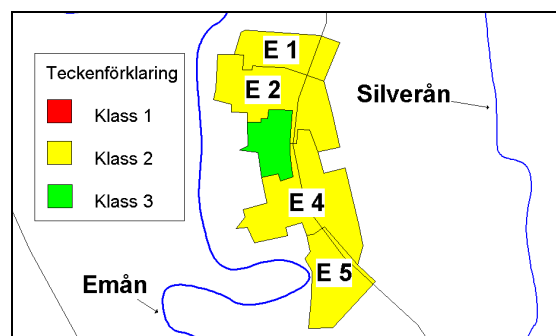 E 1
Teckenförklaring
E 2
Silverån
Klass 1
Klass 2
Klass 3
E 4
E 5
Emån